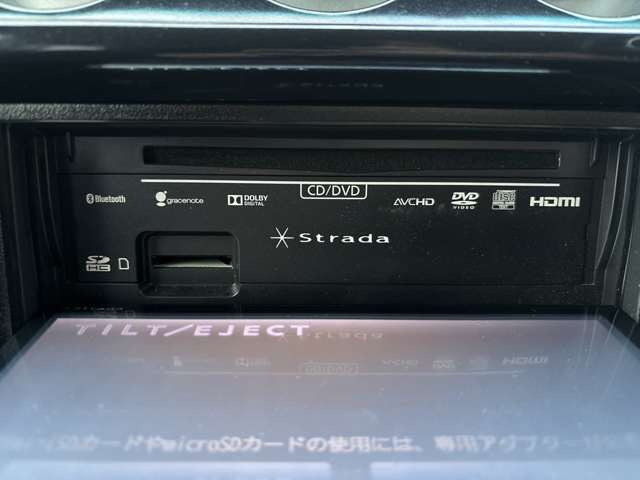 Bluetooth
gracenote
DOLBY
DIGITAL
CD/DVD
AVCHD
DVD
VIDEO
HDMI
SD
HC
Strada
TILT/EJECT
SDカードやmicroSDカードの使用には、専用アダプター